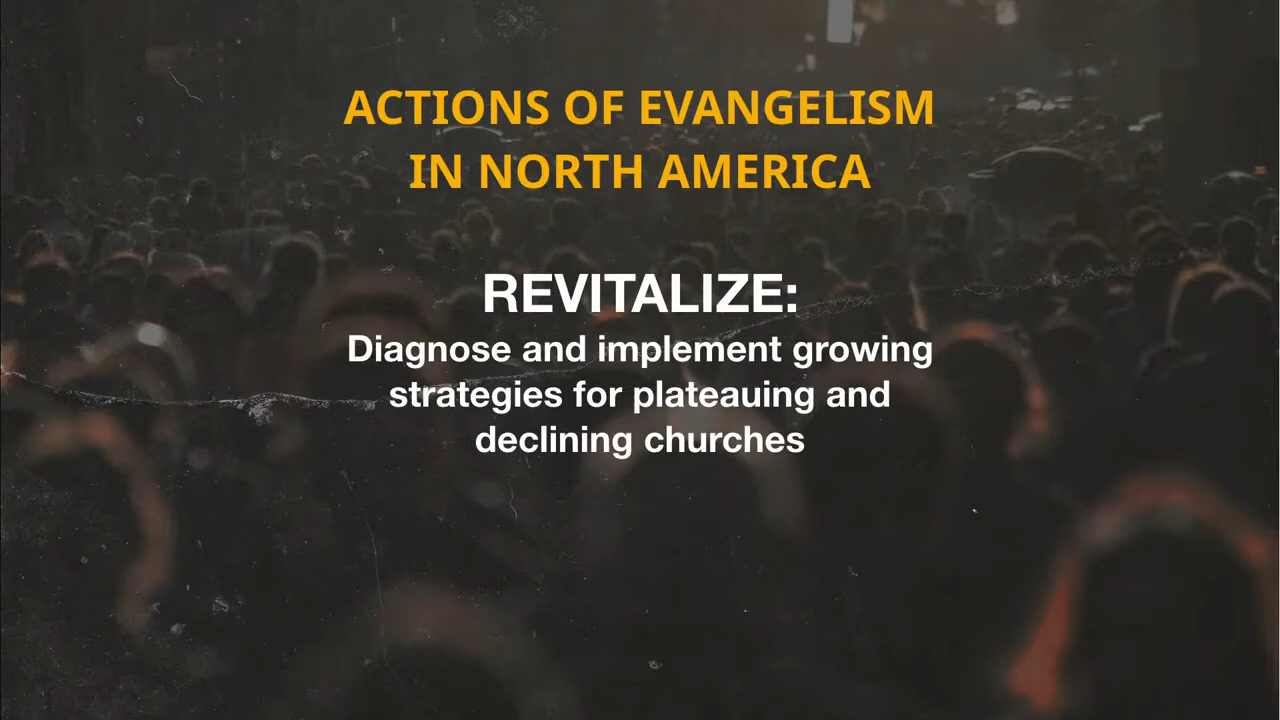 ACTIONS OF EVANGELISM
IN NORTH AMERICA
REVITALIZE:
Diagnose and implement growing
strategies for plateauing and
declining churches